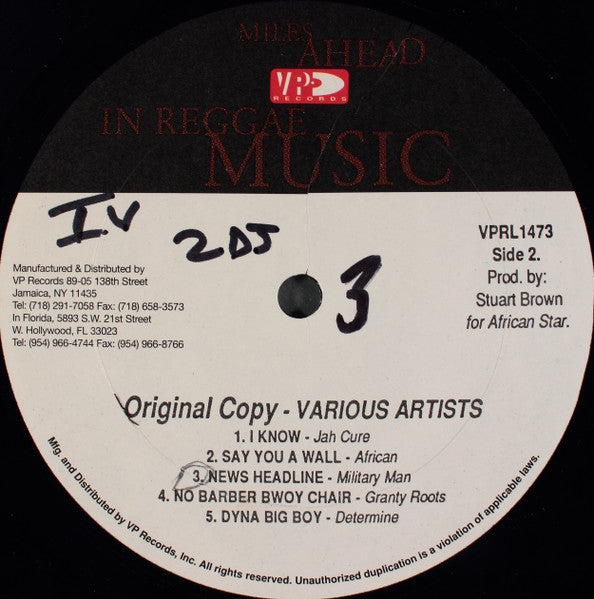 MILES
AHEAD
VP
RECORDS
IN REGGAE
MUSIC
I.V
2 DJ
3
VPRL1473
Side 2.
Prod. by:
Stuart Brown
for African Star.
Manufactured & Distributed by
VP Records 89-05 138th Street
Jamaica, NY 11435
Tel: (718) 291-7058 Fax: (718) 658-3573
In Florida, 5893 S.W. 21st Street
W. Hollywood, FL 33023
Tel: (954) 966-4744 Fax: (954) 966-8766
Original Copy - VARIOUS ARTISTS
1. I KNOW - Jah Cure
2. SAY YOU A WALL - African
3. NEWS HEADLINE - Military Man
4. NO BARBER BWOY CHAIR - Granty Roots
5. DYNA BIG BOY - Determine
Mfg. and Distributed by VP Records, Inc. All rights reserved. Unauthorized duplication is a violation of applicable laws.